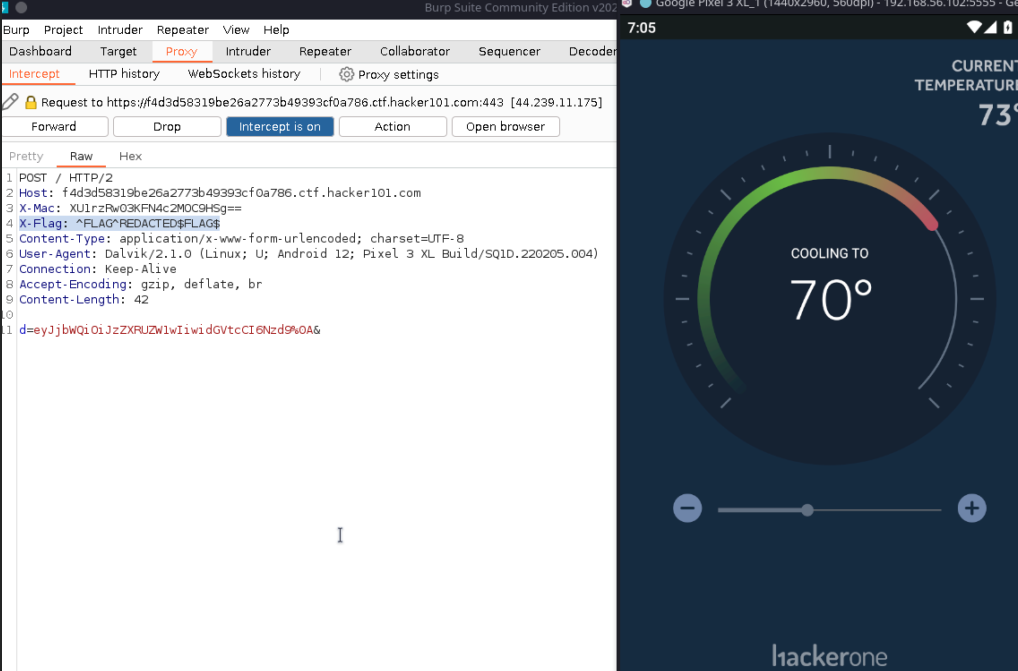 Burp Suite Community Edition v202
Burp Project Intruder Repeater View Help
Dashboard Target Proxy Intruder Repeater Collaborator Sequencer Decoder
Intercept HTTP history WebSockets history Proxy settings
Request to https://f4d3d58319be26a2773b49393cf0a786.ctf.hacker101.com:443 [44.239.11.175]
Forward Drop Intercept is on Action Open browser
Pretty Raw Hex
1 POST / HTTP/2
2 Host: f4d3d58319be26a2773b49393cf0a786.ctf.hacker101.com
3 X-Mac: XU1rzRw03KFN4c2MOC9HSg==
4 X-Flag: ^FLAG^REDACTED$FLAG$
5 Content-Type: application/x-www-form-urlencoded; charset=UTF-8
6 User-Agent: Dalvik/2.1.0 (Linux; U; Android 12; Pixel 3 XL Build/SQ1D.220205.004)
7 Connection: Keep-Alive
8 Accept-Encoding: gzip, deflate, br
9 Content-Length: 42
10
11 d=eyJjbWQiOiJzZXRUZW1wIiwidGVtcCI6Nzd9%0A&
Google Pixel 3 XL_1 (1440x2960, 560dpi) - 192.168.56.102:5555 - Ge
7:05
CURRENT
TEMPERATURE
73°
COOLING TO
70°
hackerone